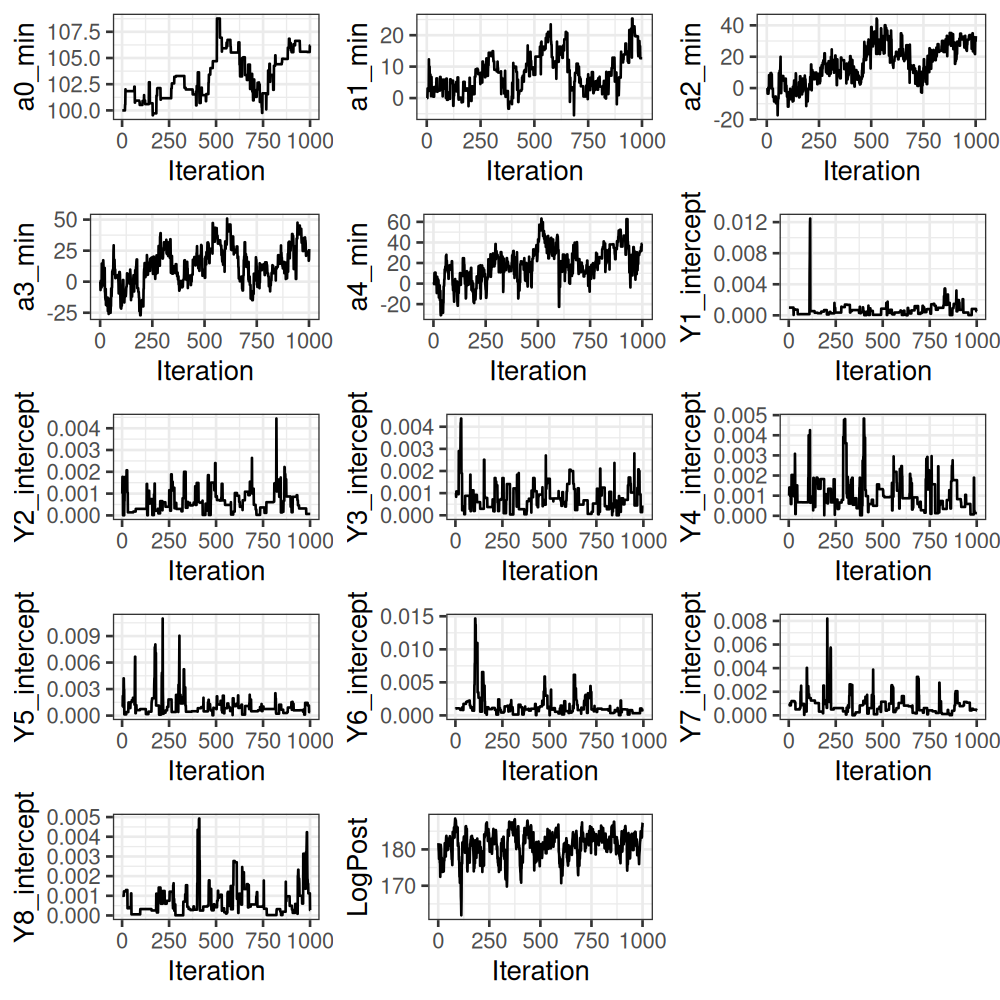 a0_min
107.5
105.0
102.5
100.0
0 250 500 750 1000
Iteration
a1_min
20
10
0
0 250 500 750 1000
Iteration
a2_min
40
20
0
-20
0 250 500 750 1000
Iteration
a3_min
50
25
0
-25
0 250 500 750 1000
Iteration
a4_min
60
40
20
0
-20
0 250 500 750 1000
Iteration
Y1_intercept
0.012
0.008
0.004
0.000
0 250 500 750 1000
Iteration
Y2_intercept
0.004
0.003
0.002
0.001
0.000
0 250 500 750 1000
Iteration
Y3_intercept
0.004
0.003
0.002
0.001
0.000
0 250 500 750 1000
Iteration
Y4_intercept
0.005
0.004
0.003
0.002
0.001
0.000
0 250 500 750 1000
Iteration
Y5_intercept
0.009
0.006
0.003
0.000
0 250 500 750 1000
Iteration
Y6_intercept
0.015
0.010
0.005
0.000
0 250 500 750 1000
Iteration
Y7_intercept
0.008
0.006
0.004
0.002
0.000
0 250 500 750 1000
Iteration
Y8_intercept
0.005
0.004
0.003
0.002
0.001
0.000
0 250 500 750 1000
Iteration
LogPost
180
170
0 250 500 750 1000
Iteration